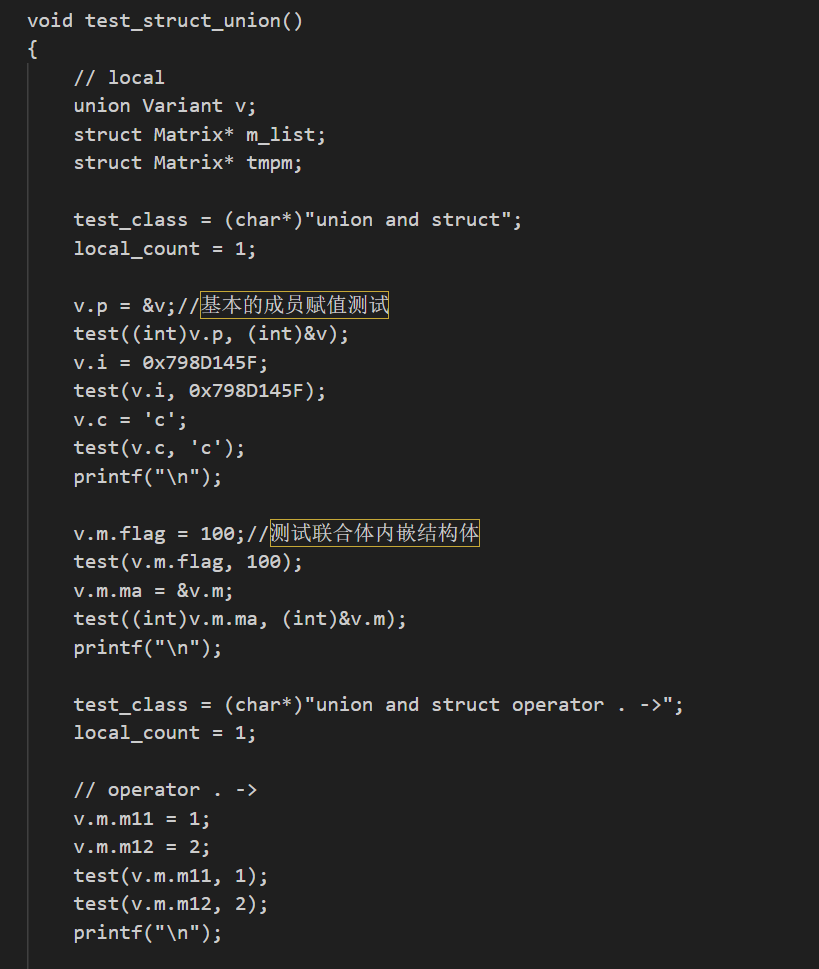 void test_struct_union()
{
// local
union Variant v;
struct Matrix* m_list;
struct Matrix* tmpm;
test_class = (char*)"union and struct";
local_count = 1;
v.p = &v;//基本的成员赋值测试
test((int)v.p, (int)&v);
v.i = 0x798D145F;
test(v.i, 0x798D145F);
v.c = 'c';
test(v.c, 'c');
printf("\n");
v.m.flag = 100;//测试联合体内嵌结构体
test(v.m.flag, 100);
v.m.ma = &v.m;
test((int)v.m.ma, (int)&v.m);
printf("\n");
test_class = (char*)"union and struct operator . ->";
local_count = 1;
// operator . ->
v.m.m11 = 1;
v.m.m12 = 2;
test(v.m.m11, 1);
test(v.m.m12, 2);
printf("\n");